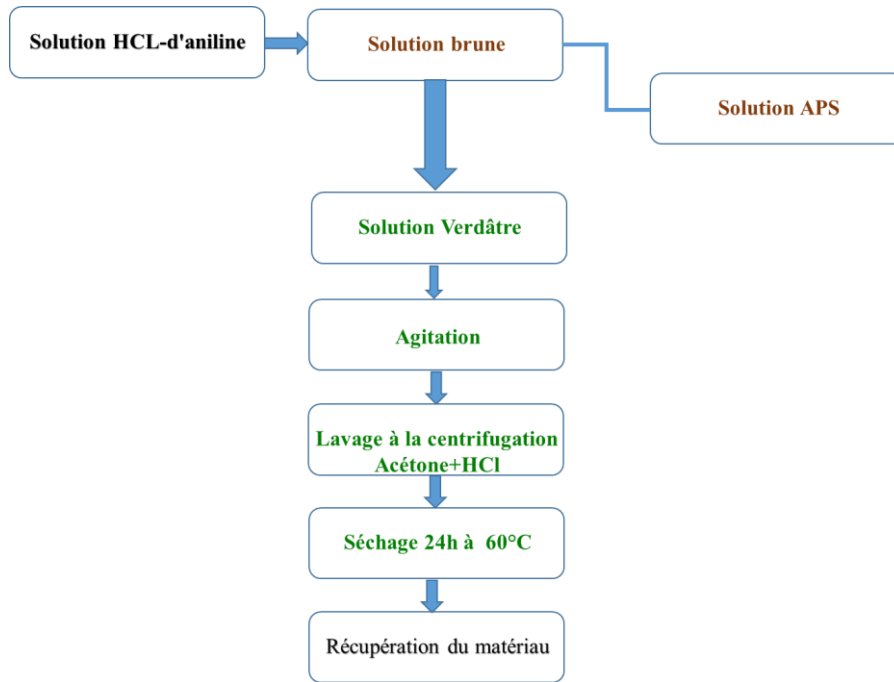 Solution HCL-d'aniline
Solution brune
Solution APS
Solution Verdâtre
Agitation
Lavage à la centrifugation
Acétone+HCl
Séchage 24h à 60°C
Récupération du matériau